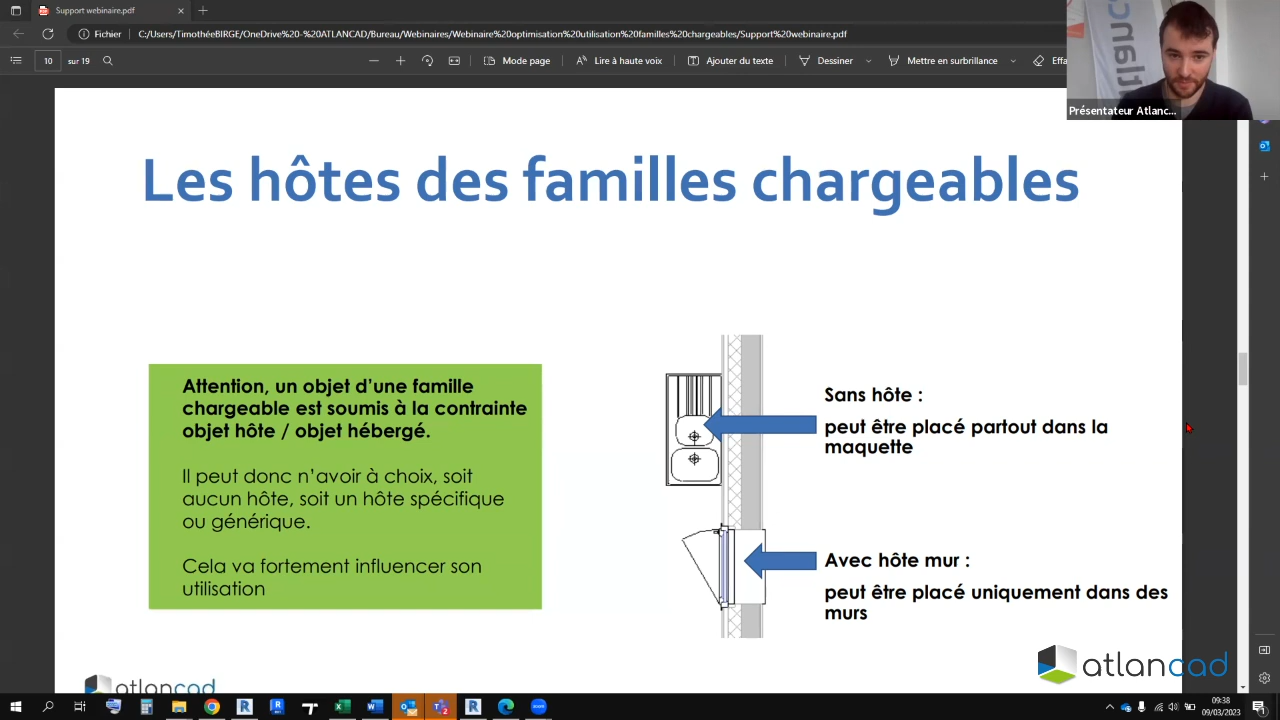 Support webinaire.pdf
Fichier
C:/Users/TimothéeBIRGE/OneDrive%20-%20ATLANCAD/Bureau/Webinaires/Webinaire%20optimisation%20utilisation%20familles%20chargeables/Support%20webinaire.pdf
10 sur 19
Mode page
Lire à haute voix
Ajouter du texte
Dessiner
Mettre en surbrillance
Effa
atlanc
Présentateur Atlanc...
Les hôtes des familles chargeables
Attention, un objet d’une famille
chargeable est soumis à la contrainte
objet hôte / objet hébergé.
Il peut donc n’avoir à choix, soit
aucun hôte, soit un hôte spécifique
ou générique.
Cela va fortement influencer son
utilisation
Sans hôte :
peut être placé partout dans la
maquette
Avec hôte mur :
peut être placé uniquement dans des
murs
atlancad
atlancad
09:38
09/03/2023